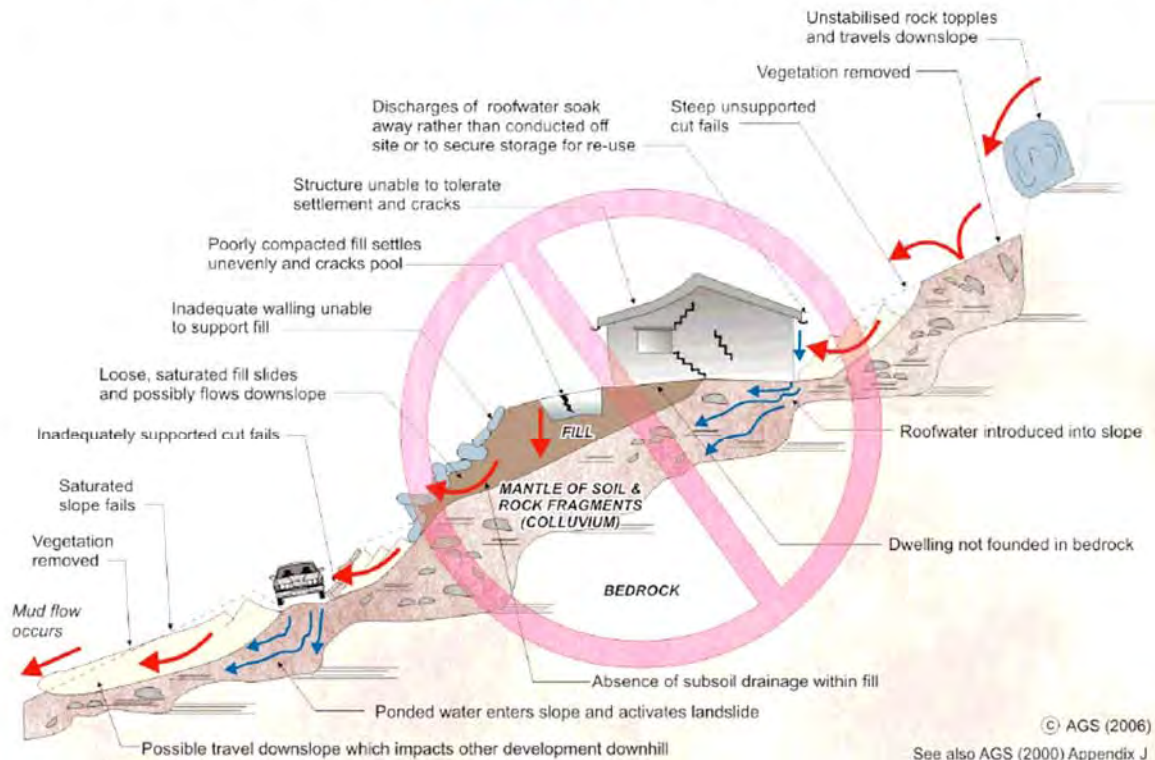 Unstabilised rock topples
and travels downslope
Vegetation removed
Discharges of roofwater soak
away rather than conducted off
site or to secure storage for re-use
Steep unsupported
cut fails
Structure unable to tolerate
settlement and cracks
Poorly compacted fill settles
unevenly and cracks pool
Inadequate walling unable
to support fill
Loose, saturated fill slides
and possibly flows downslope
Inadequately supported cut fails
Saturated
slope fails
Vegetation
removed
Mud flow
occurs
FILL
MANTLE OF SOIL &
ROCK FRAGMENTS
(COLLUVIUM)
BEDROCK
Roofwater introduced into slope
Dwelling not founded in bedrock
Absence of subsoil drainage within fill
Ponded water enters slope and activates landslide
Possible travel downslope which impacts other development downhill
© AGS (2006)
See also AGS (2000) Appendix J